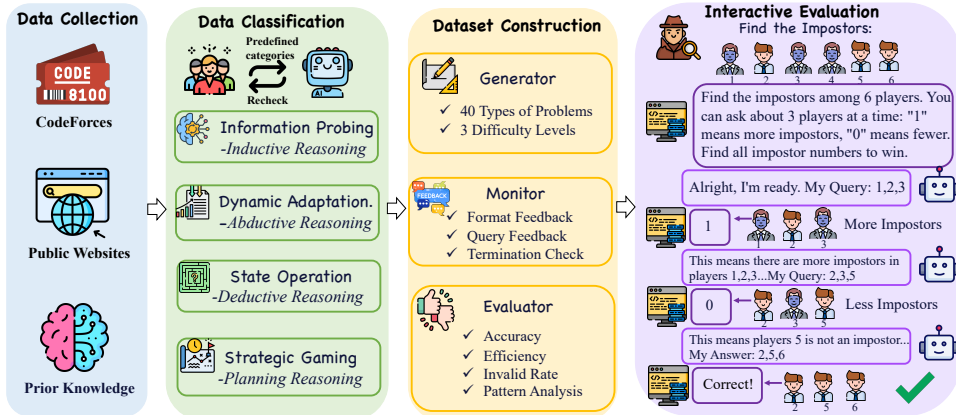 Data Collection
CODE
8100
CodeForces
Public Websites
Prior Knowledge
Data Classification
Predefined
categories
Recheck
AI
Information Probing
-Inductive Reasoning
Dynamic Adaptation.
-Abductive Reasoning
State Operation
-Deductive Reasoning
Strategic Gaming
-Planning Reasoning
Dataset Construction
Generator
✓ 40 Types of Problems
✓ 3 Difficulty Levels
FEEDBACK
Monitor
✓ Format Feedback
✓ Query Feedback
✓ Termination Check
Evaluator
✓ Accuracy
✓ Efficiency
✓ Invalid Rate
✓ Pattern Analysis
Interactive Evaluation
Find the Impostors:
1 2 3 4 5 6
Find the impostors among 6 players. You
can ask about 3 players at a time: "1"
means more impostors, "0" means fewer.
Find all impostor numbers to win.
Alright, I'm ready. My Query: 1,2,3
1
1 2 3
More Impostors
This means there are more impostors in
players 1,2,3...My Query: 2,3,5
0
2 3 5
Less Impostors
This means players 5 is not an impostor...
My Answer: 2,5,6
Correct!
2 5 6